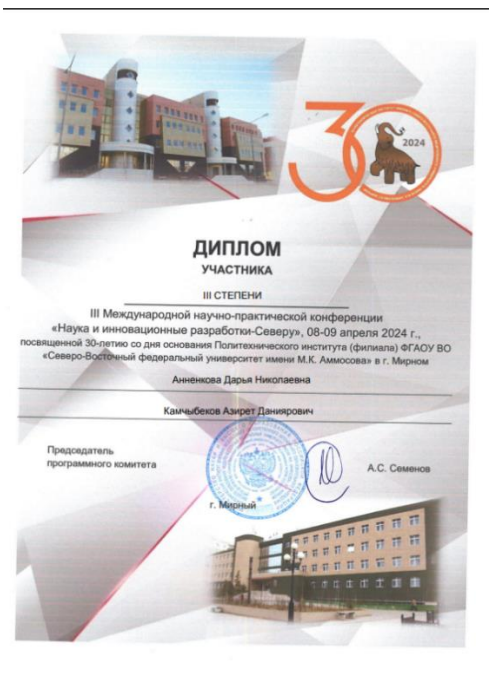 30
2024
ДИПЛОМ
УЧАСТНИКА
III СТЕПЕНИ
III Международной научно-практической конференции
«Наука и инновационные разработки-Северу», 08-09 апреля 2024 г.,
посвященной 30-летию со дня основания Политехнического института (филиала) ФГАОУ ВО
«Северо-Восточный федеральный университет имени М.К. Аммосова» в г. Мирном
Анненкова Дарья Николаевна
Камчыбеков Азирет Даниярович
Председатель
программного комитета
А.С. Семенов
г. Мирный